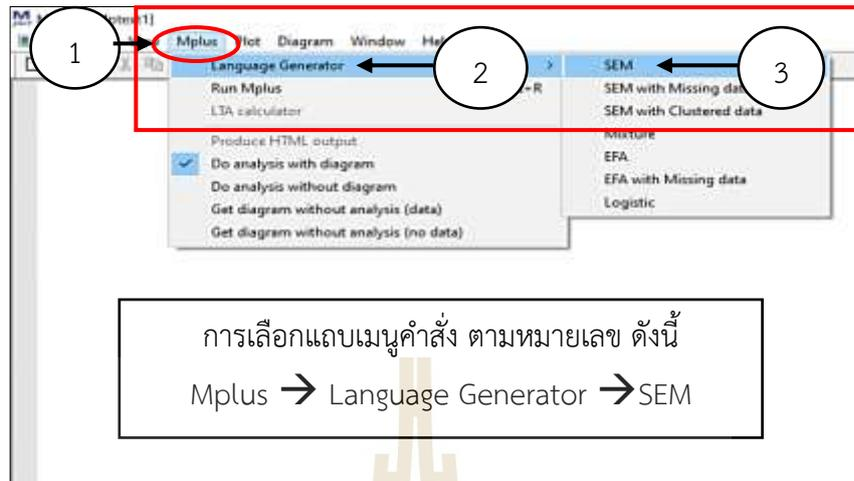 Mplus Plot Diagram Window
1
Language Generator
2
SEM
3
Run Mplus
SEM with Missing
LTA calculator
SEM with Clustered data
Produce HTML output
Mixture
Do analysis with diagram
EFA
Do analysis without diagram
EFA with Missing data
Get diagram without analysis (data)
Logistic
Get diagram without analysis (no data)
การเลือกแถบเมนูคำสั่ง ตามหมายเลข ดังนี้
Mplus → Language Generator → SEM